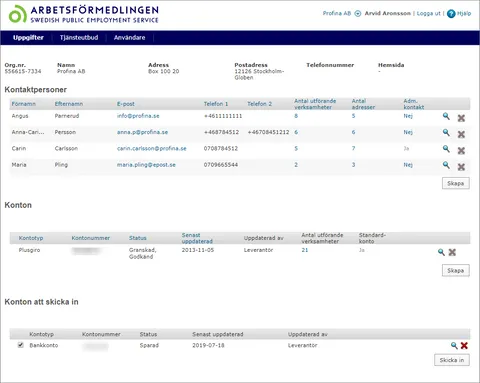 ARBETSFÖRMEDLINGEN
SWEDISH PUBLIC EMPLOYMENT SERVICE
Profina AB Arvid Aronsson | Logga ut | ? Hjälp
Uppgifter Tjänsteutbud Användare
Org.nr. Namn Address Postadress Telefonnummer Hemsida
556615-7334 Profina AB Box 100 20 12126 Stockholm-Globen -
Kontaktpersoner
Förnamn Efternamn E-post Telefon 1 Telefon 2 Antal utförande verksamheter Antal adresser Adm. kontakt
Angus Parnerud info@profina.se +4611111111 8 5 Nej
Anna-Cari... Persson anna.p@profina.se +468784512 +46708451212 6 6 Nej
Carin Carlsson carin.carlsson@profina.se 0708784512 5 7 Ja
Maria Pling maria.pling@epost.se 0709665544 2 3 Nej
Skapa
Konton
Kontotyp Kontonummer Status Senast uppdaterad Uppdaterad av Antal utförande verksamheter Standard-konto
Plusgiro Granskad, Godkänd 2013-11-05 Leverantör 21 Ja
Skapa
Konton att skicka in
Kontotyp Kontonummer Status Senast uppdaterad Uppdaterad av
Bankkonto Sparad 2019-07-18 Leverantör
Skicka in